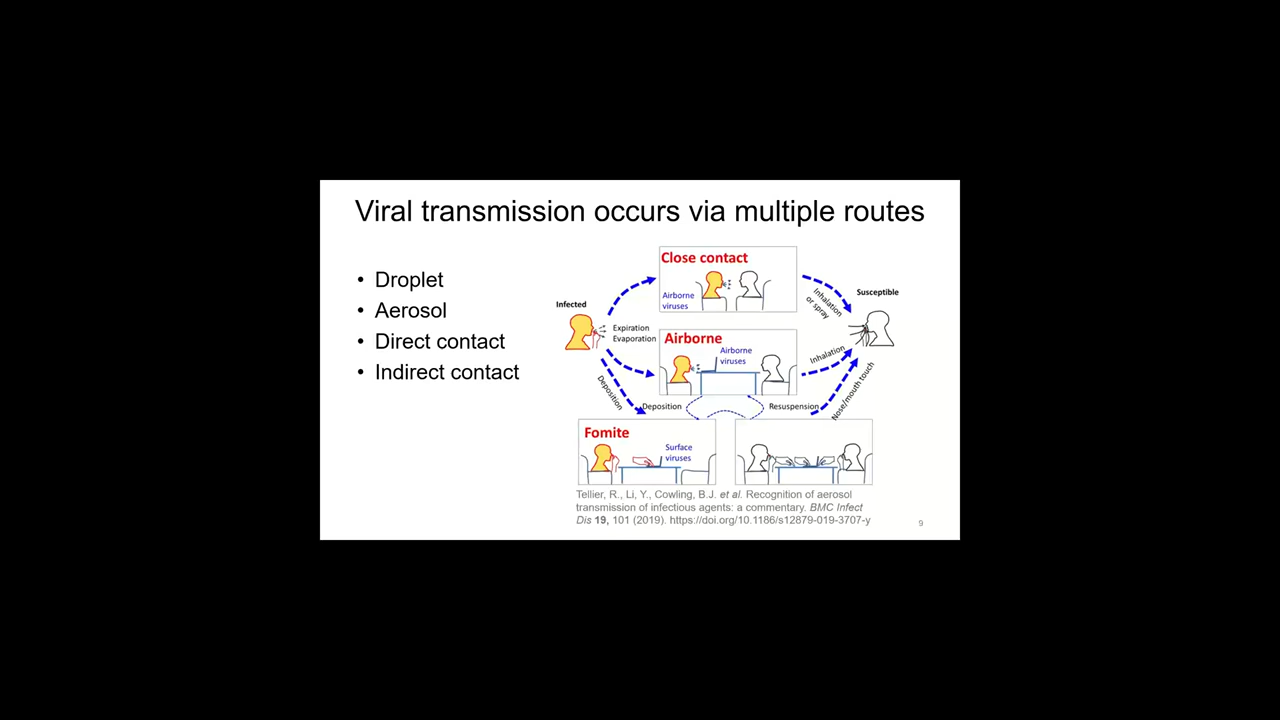 Viral transmission occurs via multiple routes
• Droplet
• Aerosol
• Direct contact
• Indirect contact
Infected
Expiration
Evaporation
Close contact
Airborne
viruses
Inhalation
or spray
Susceptible
Airborne
Airborne
viruses
Inhalation
Deposition
Deposition
Resuspension
Nose/mouth touch
Fomite
Surface
viruses
Tellier, R., Li, Y., Cowling, B.J. et al. Recognition of aerosol
transmission of infectious agents: a commentary. BMC Infect
Dis 19, 101 (2019). https://doi.org/10.1186/s12879-019-3707-y
9